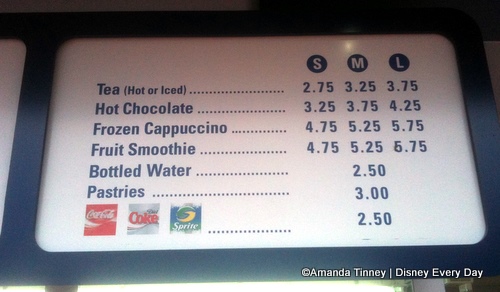 S M L
Tea (Hot or Iced) ........................ 2.75 3.25 3.75
Hot Chocolate ..................... 3.25 3.75 4.25
Frozen Cappuccino .............. 4.75 5.25 5.75
Fruit Smoothie ...................... 4.75 5.25 5.75
Bottled Water ........................ 2.50
Pastries .................................. 3.00
Coca-Cola Coke Sprite ..................... 2.50
©Amanda Tinney | Disney Every Day